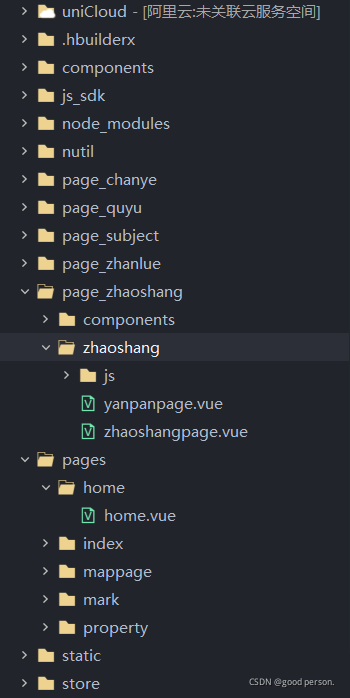 uniCloud - [阿里云:未关联云服务空间]
.hbuilderx
components
js_sdk
node_modules
nutil
page_chanye
page_quyu
page_subject
page_zhanlue
page_zhaoshang
components
zhaoshang
js
yanpanpage.vue
zhaoshangpage.vue
pages
home
home.vue
index
mappage
mark
property
static
store
CSDN @good person.